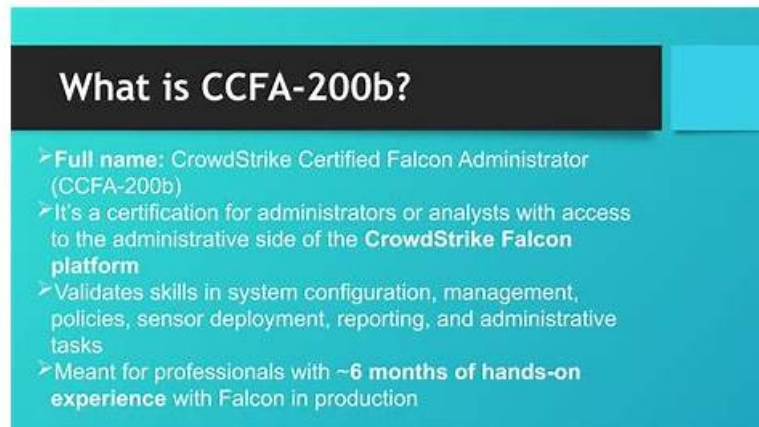 What is CCFA-200b?
➢Full name: CrowdStrike Certified Falcon Administrator
(CCFA-200b)
➢It's a certification for administrators or analysts with access
to the administrative side of the CrowdStrike Falcon
platform
➢Validates skills in system configuration, management,
policies, sensor deployment, reporting, and administrative
tasks
➢Meant for professionals with ~6 months of hands-on
experience with Falcon in production